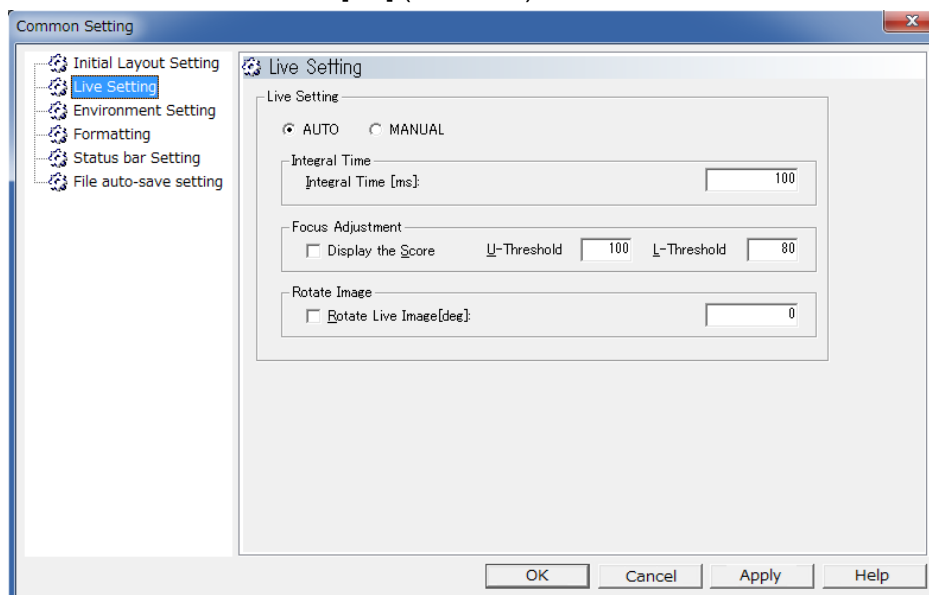 Common Setting
Initial Layout Setting
Live Setting
Environment Setting
Formatting
Status bar Setting
File auto-save setting
Live Setting
Live Setting
AUTO MANUAL
Integral Time
Integral Time [ms]: 100
Focus Adjustment
Display the Score U-Threshold 100 L-Threshold 80
Rotate Image
Rotate Live Image[deg]: 0
OK Cancel Apply Help